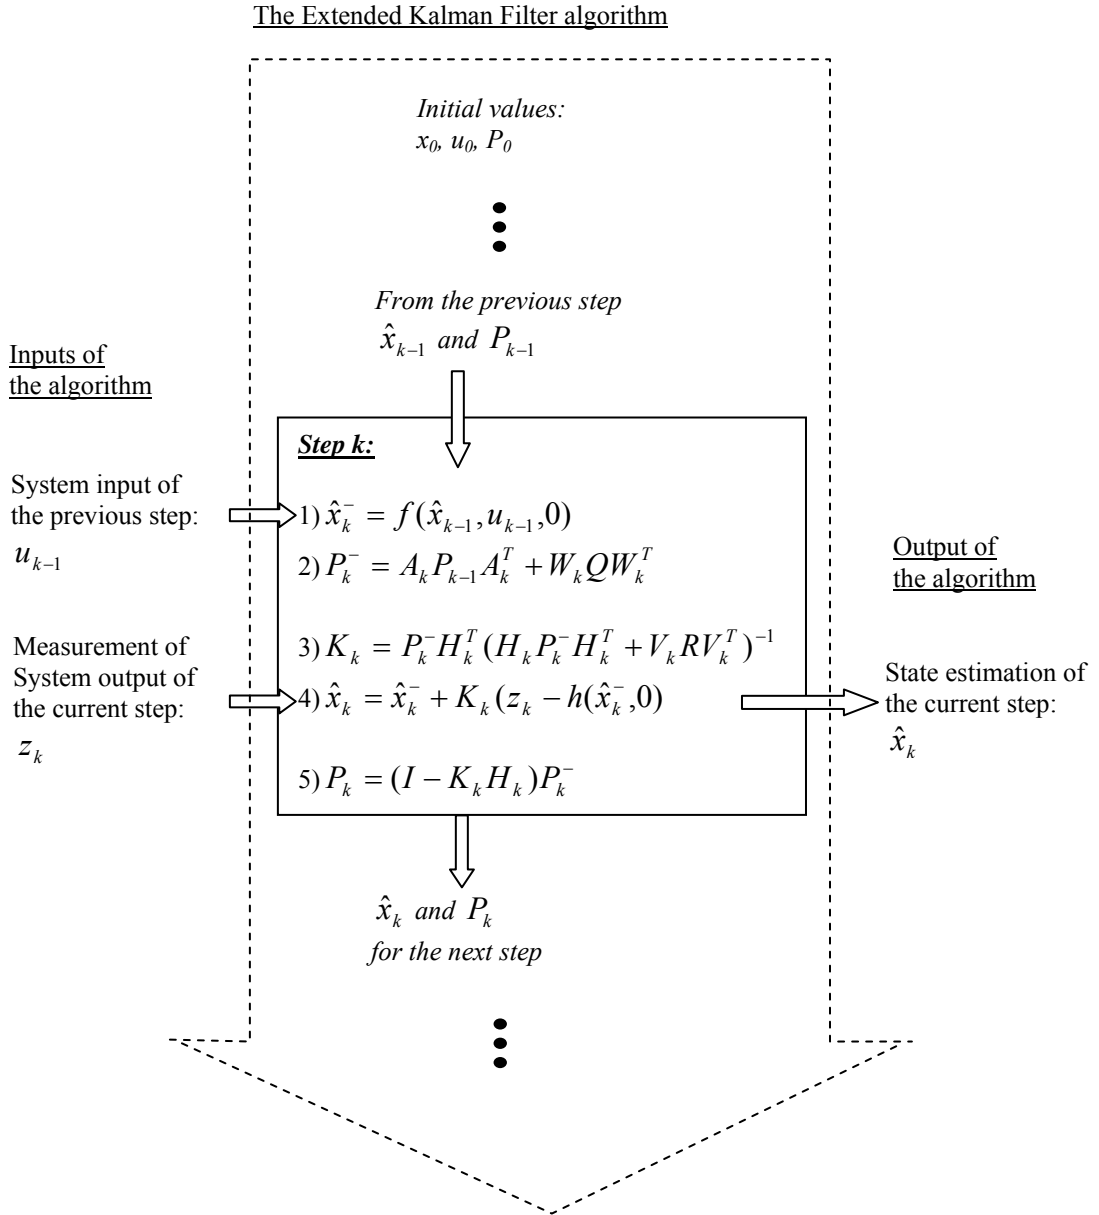 The Extended Kalman Filter algorithm
Initial values:
x₀, u₀, P₀
From the previous step
x̂ₖ₋₁ and Pₖ₋₁
Inputs of
the algorithm
Step k:
System input of
the previous step:
uₖ₋₁
1) x̂ₖ⁻ = f(x̂ₖ₋₁, uₖ₋₁, 0)
2) Pₖ⁻ = AₖPₖ₋₁Aₖᵀ + WₖQWₖᵀ
Output of
the algorithm
Measurement of
System output of
the current step:
zₖ
3) Kₖ = Pₖ⁻Hₖᵀ(HₖPₖ⁻Hₖᵀ + VₖRVₖᵀ)⁻¹
4) x̂ₖ = x̂ₖ⁻ + Kₖ(zₖ − h(x̂ₖ⁻, 0)
State estimation of
the current step:
x̂ₖ
5) Pₖ = (I − KₖHₖ)Pₖ⁻
x̂ₖ and Pₖ
for the next step